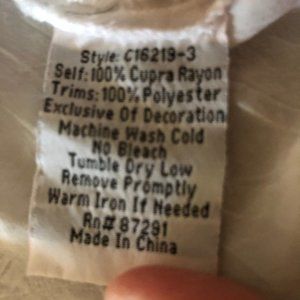 Style: C16219-3
Self: 100% Cupra Rayon
Trims: 100% Polyester
Exclusive Of Decoration
Machine Wash Cold
No Bleach
Tumble Dry Low
Remove Promptly
Warm Iron If Needed
Rn# 87291
Made In China